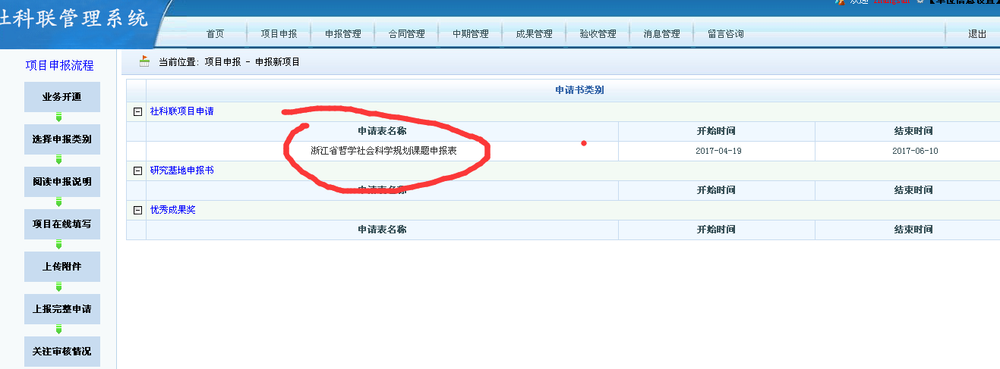 社科联管理系统
欢迎
【单位信息设置】
首页 项目申报 申报管理 合同管理 中期管理 成果管理 验收管理 消息管理 留言咨询 退出
项目申报流程
当前位置: 项目申报 - 申报新项目
业务开通
选择申报类别
阅读申报说明
项目在线填写
上传附件
上报完整申请
关注审核情况
申请书类别
社科联项目申请
申请表名称 开始时间 结束时间
浙江省哲学社会科学规划课题申报表 2017-04-19 2017-06-10
研究基地申报书
申请表名称 开始时间 结束时间
优秀成果奖
申请表名称 开始时间 结束时间